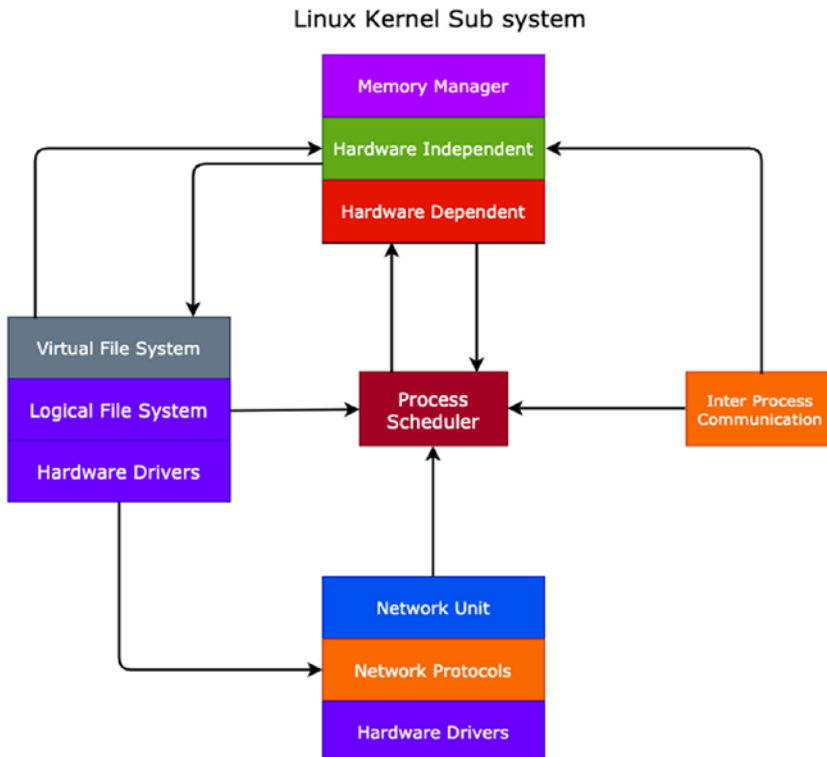 Linux Kernel Sub system
Memory Manager
Hardware Independent
Hardware Dependent
Virtual File System
Logical File System
Hardware Drivers
Process
Scheduler
Inter Process
Communication
Network Unit
Network Protocols
Hardware Drivers